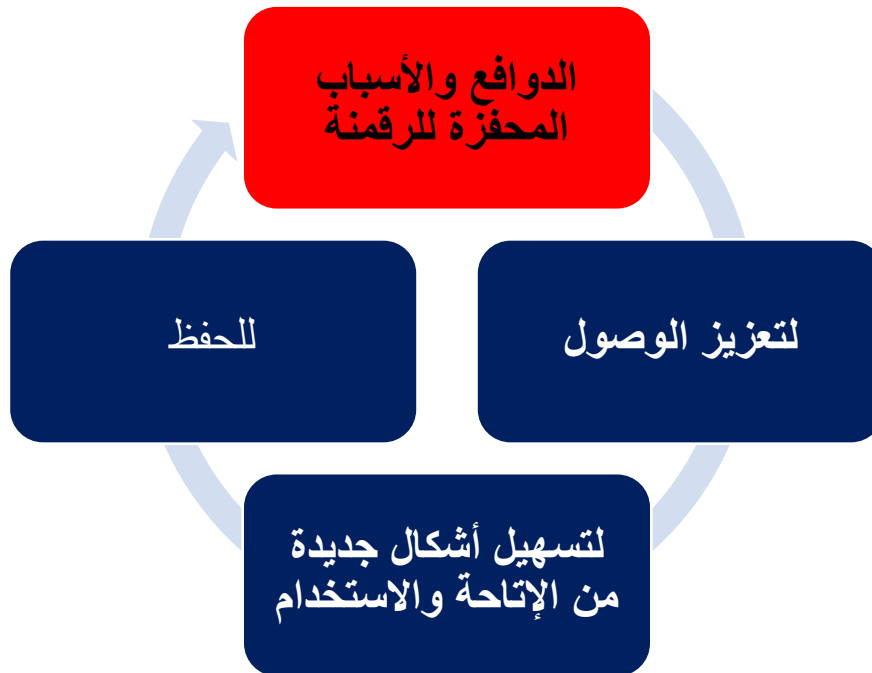 الدوافع والأسباب
المحفزة للرقمنة
لتعزيز الوصول
لتسهيل أشكال جديدة
من الإتاحة والاستخدام
للحفظ